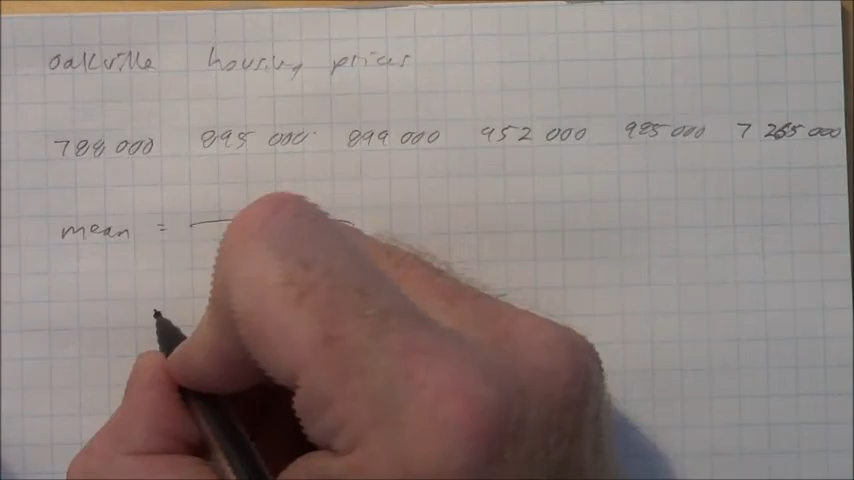 oakville housing prices
788 000 895 000 899 000 952 000 985 000 7 265 000
mean =